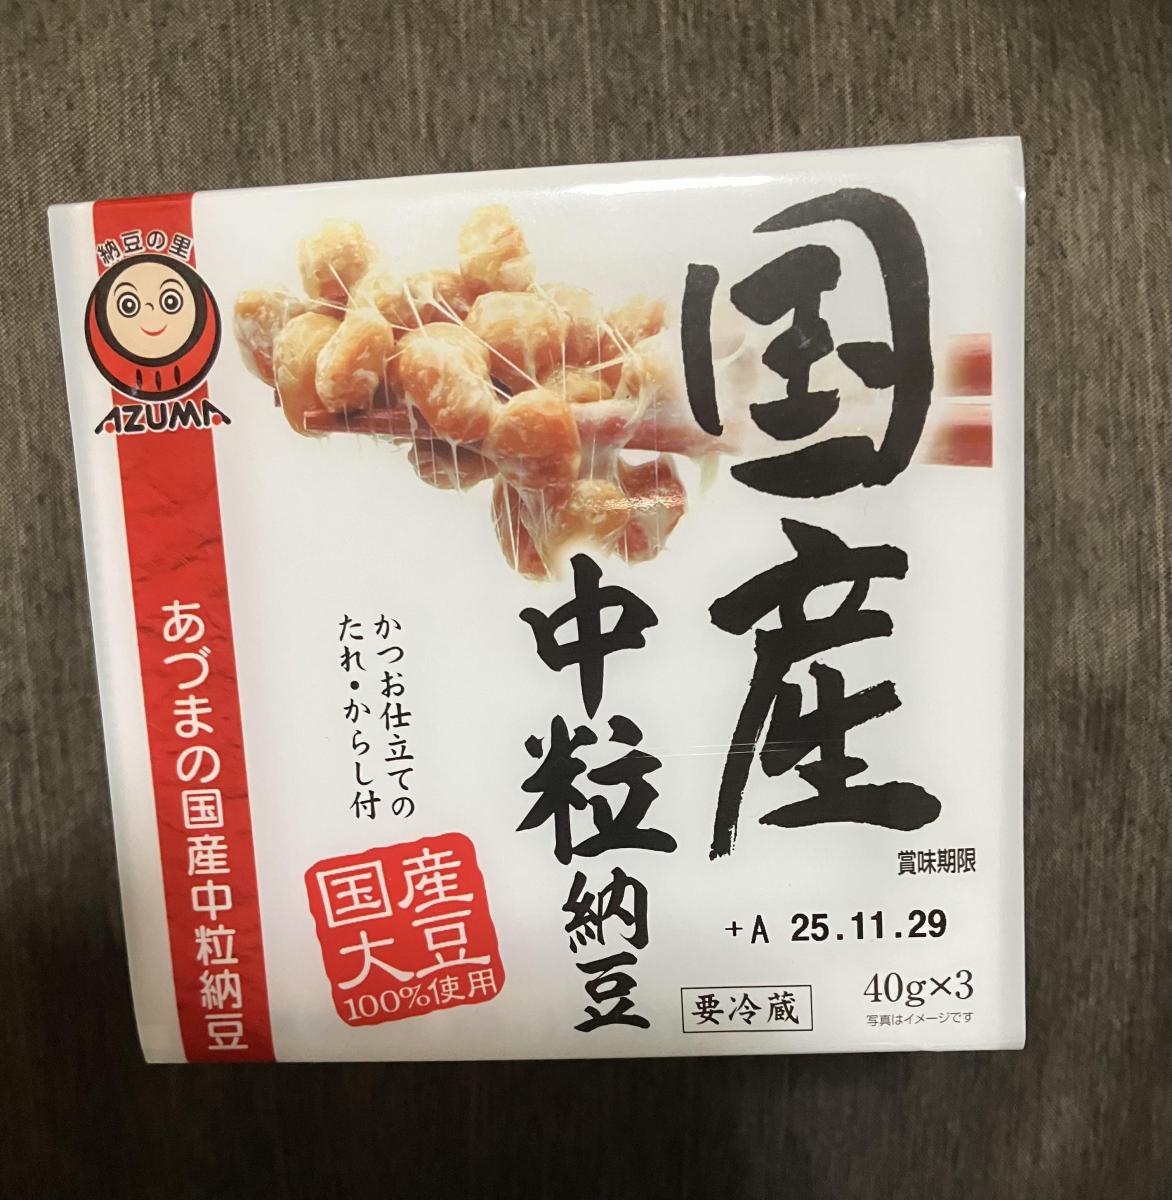 納豆の里
AZUMA
あづまの国産中粒納豆
国産
中粒
納豆
かつお仕立ての
たれ・からし付
国産
大豆
100%使用
賞味期限
+A 25.11.29
要冷蔵
40g×3
写真はイメージです